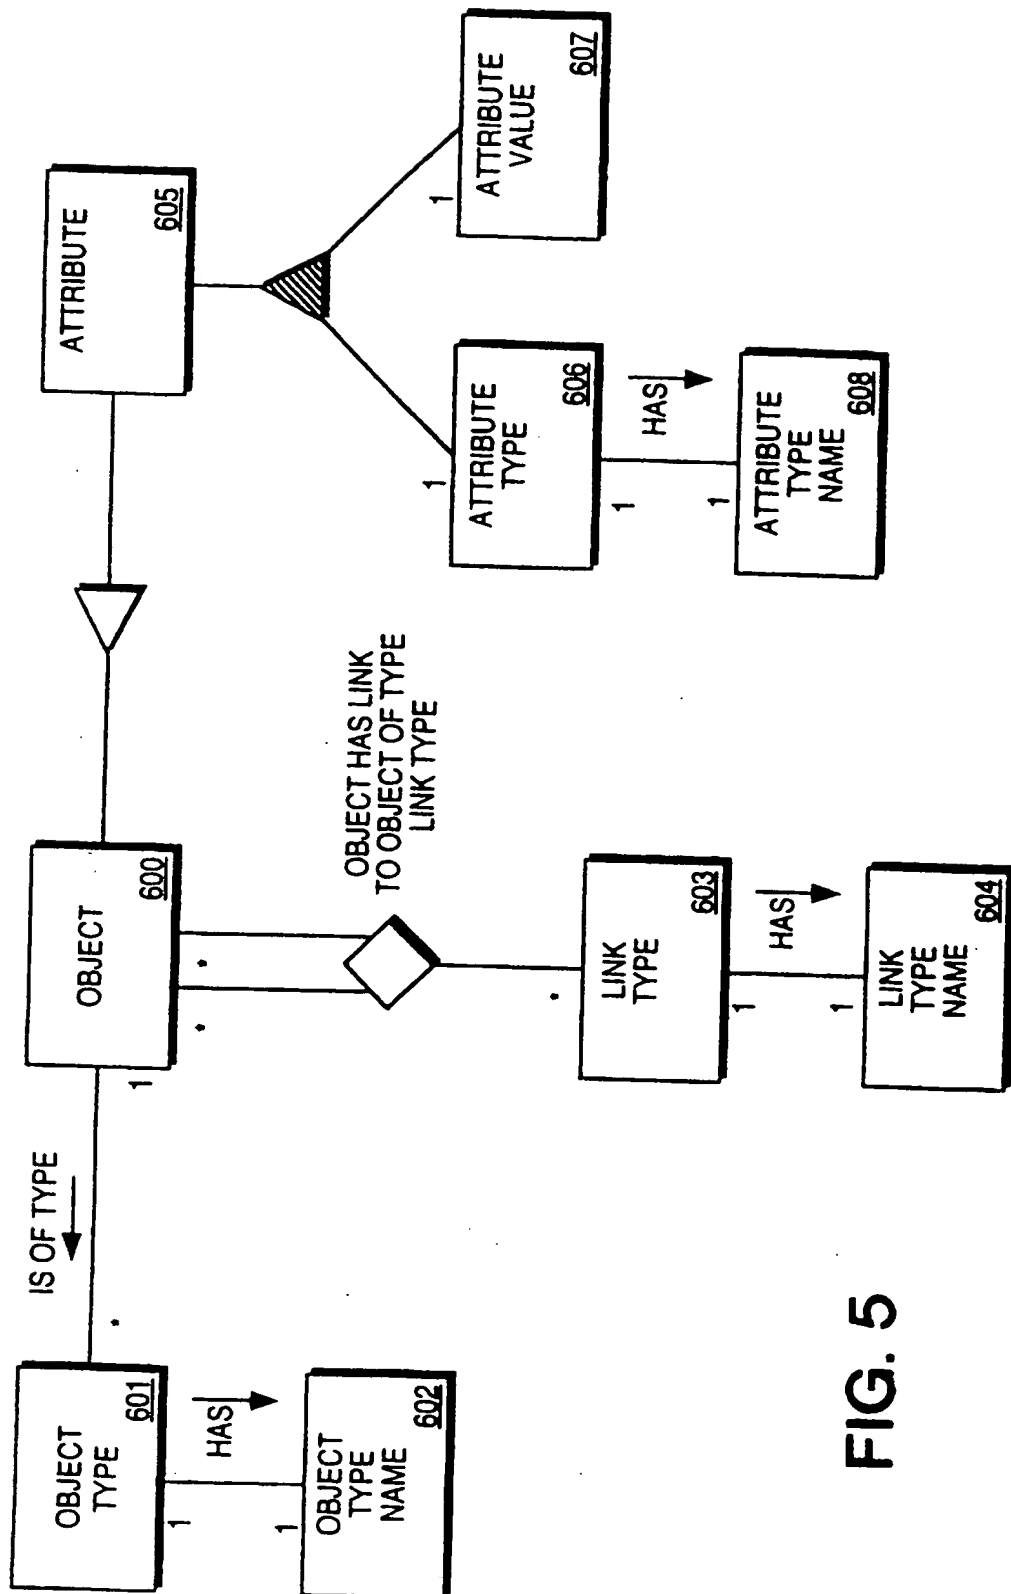 OBJECT
TYPE
601
IS OF TYPE
*
1
OBJECT
600
ATTRIBUTE
605
1
HAS
1
OBJECT
TYPE
NAME
602
*
*
OBJECT HAS LINK
TO OBJECT OF TYPE
LINK TYPE
*
LINK
TYPE
603
1
HAS
1
LINK
TYPE
NAME
604
1
ATTRIBUTE
TYPE
606
1
ATTRIBUTE
VALUE
607
1
HAS
1
ATTRIBUTE
TYPE
NAME
608
FIG. 5